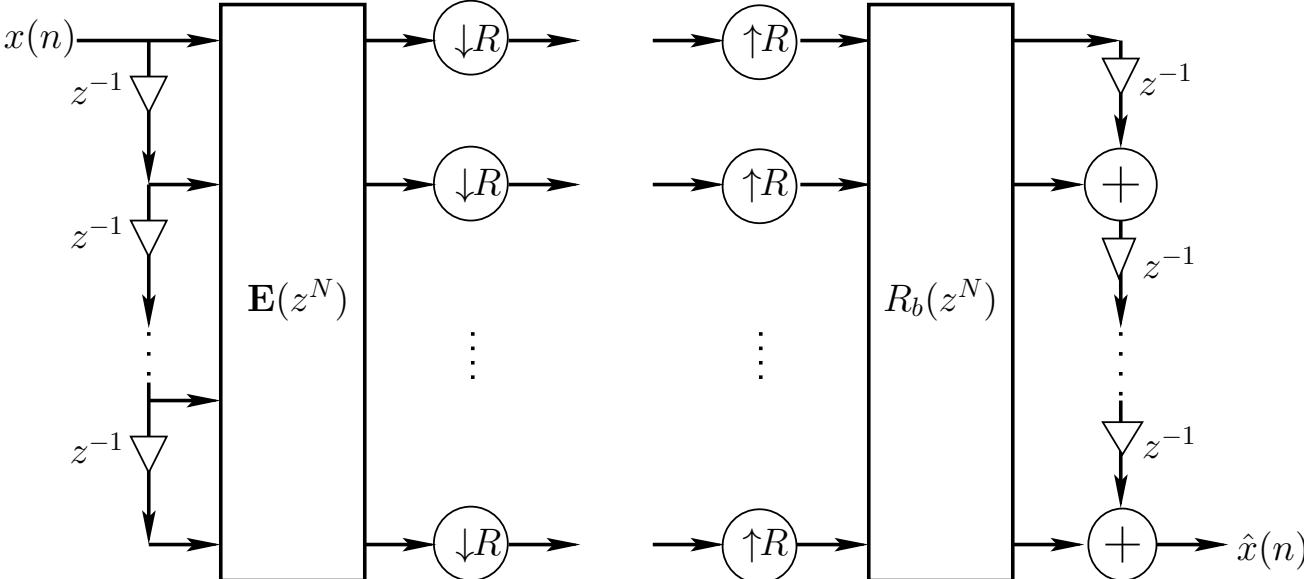 x(n) ↓R ↑R
z⁻¹ z⁻¹
↓R ↑R +
z⁻¹ z⁻¹
E(z^N) R_b(z^N)
z⁻¹ z⁻¹
↓R ↑R + x̂(n)